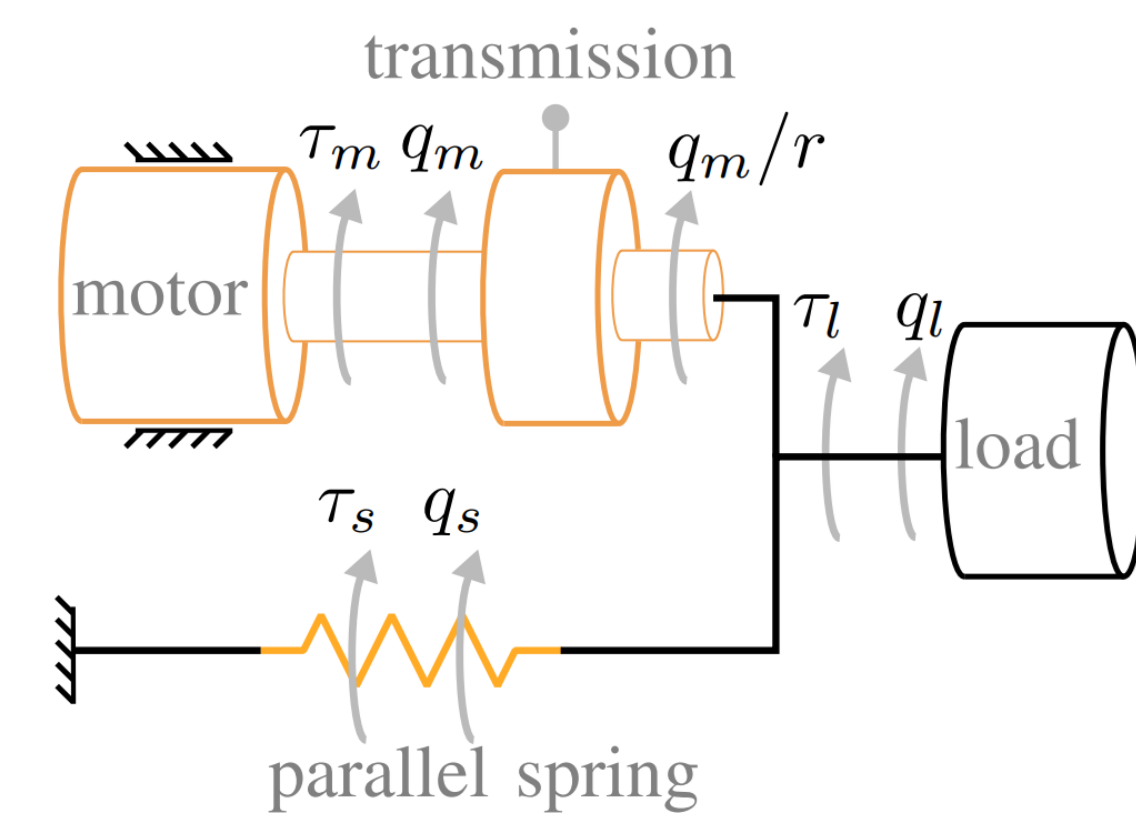 transmission
τₘ qₘ qₘ/r
motor
τₗ qₗ
load
τₛ qₛ
parallel spring